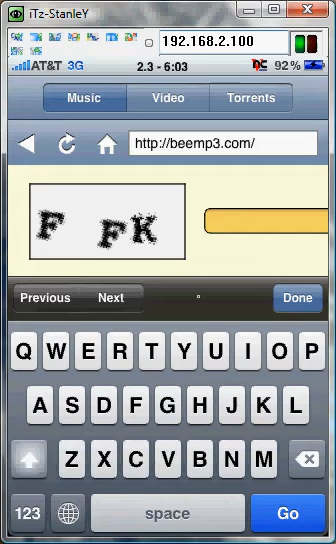 iTz-StanleY
192.168.2.100
AT&T 3G 2.3 - 6:03 92%
Music Video Torrents
http://beemp3.com/
F FK
Previous Next Done
Q W E R T Y U I O P
A S D F G H J K L
Z X C V B N M
123 space Go